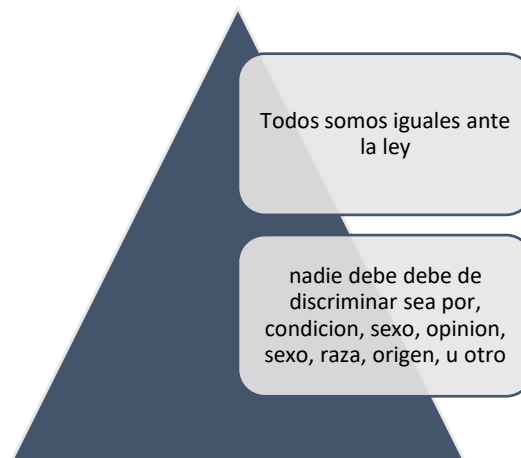 Todos somos iguales ante
la ley
nadie debe debe de
discriminar sea por,
condicion, sexo, opinion,
sexo, raza, origen, u otro